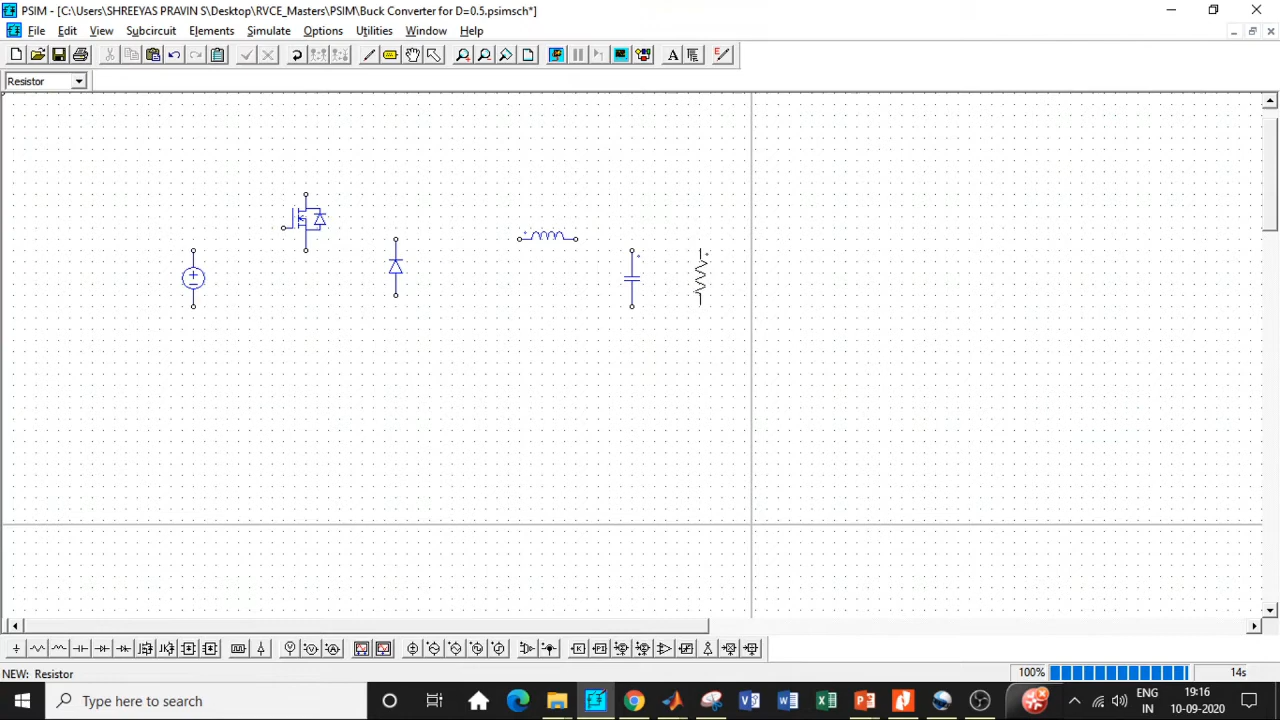 PSIM - [C:\Users\SHREEYAS PRAVIN S\Desktop\RVCE_Masters\PSIM\Buck Converter for D=0.5.psimsch*]
File Edit View Subcircuit Elements Simulate Options Utilities Window Help
Resistor
NEW: Resistor
100%
14s
Type here to search
ENG
IN
19:16
10-09-2020